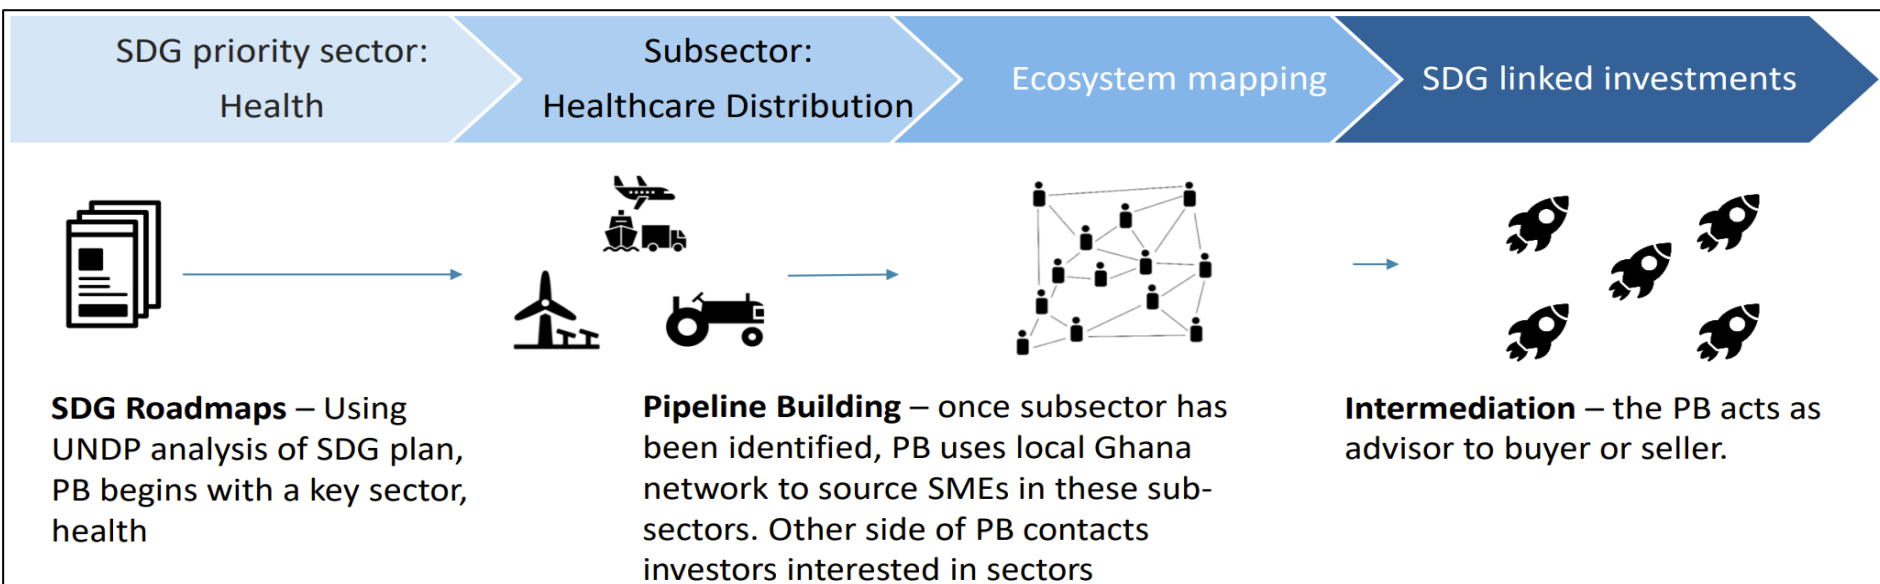 SDG priority sector:
Health
Subsector:
Healthcare Distribution
Ecosystem mapping
SDG linked investments
SDG Roadmaps – Using
UNDP analysis of SDG plan,
PB begins with a key sector,
health
Pipeline Building – once subsector has
been identified, PB uses local Ghana
network to source SMEs in these sub-
sectors. Other side of PB contacts
investors interested in sectors
Intermediation – the PB acts as
advisor to buyer or seller.